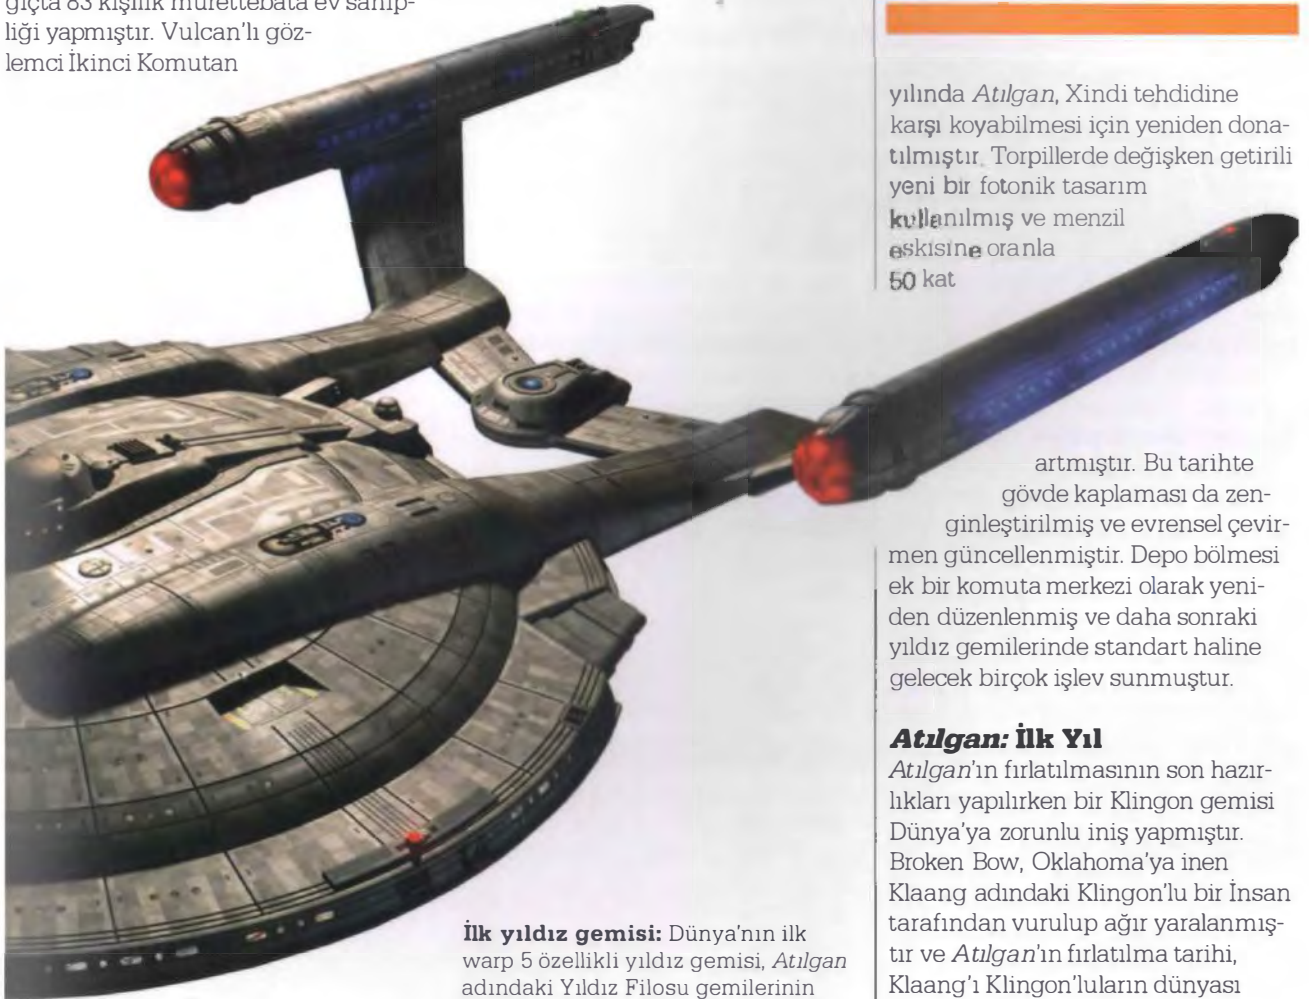 gıçta 83 kişilik mürettebata ev sahip-
liği yapmıştır. Vulcan’lı göz-
lemci İkinci Komutan
İlk yıldız gemisi: Dünya’nın ilk
warp 5 özellikli yıldız gemisi, Atılgan
adındaki Yıldız Filosu gemilerinin
yılında Atılgan, Xindi tehdidine
karşı koyabilmesi için yeniden dona-
tılmıştır. Torpillerde değişken getirili
yeni bir fotonik tasarım
kullanılmış ve menzil
eskisine oranla
50 kat
artmıştır. Bu tarihte
gövde kaplaması da zen-
ginleştirilmiş ve evrensel çevir-
men güncellenmiştir. Depo bölmesi
ek bir komuta merkezi olarak yeni-
den düzenlenmiş ve daha sonraki
yıldız gemilerinde standart haline
gelecek birçok işlev sunmuştur.
Atılgan: İlk Yıl
Atılgan’ın fırlatılmasının son hazır-
lıkları yapılırken bir Klingon gemisi
Dünya’ya zorunlu iniş yapmıştır.
Broken Bow, Oklahoma’ya inen
Klaang adındaki Klingon’lu bir İnsan
tarafından vurulup ağır yaralanmış-
tır ve Atılgan’ın fırlatılma tarihi,
Klaang’ı Klingon’luların dünyası